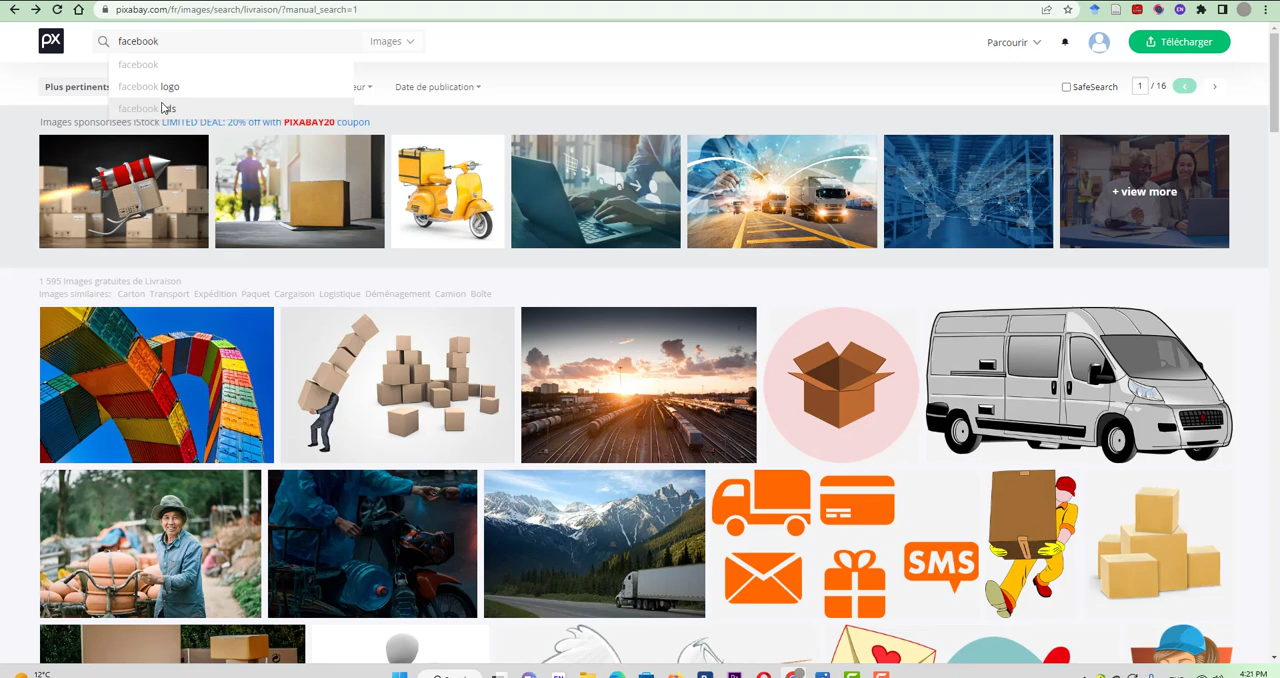 pixabay.com/fr/images/search/livraison/?manual_search=1
px facebook Images Parcourir Télécharger
facebook
facebook logo
facebook
Plus pertinents Date de publication SafeSearch 1 / 16
Images sponsorisées iStock LIMITED DEAL: 20% off with PIXABAY20 coupon
+ view more
1 595 Images gratuites de Livraison
Images similaires: Carton Transport Expédition Paquet Cargaison Logistique Déménagement Camion Boîte
SMS
12°C
4:21 PM